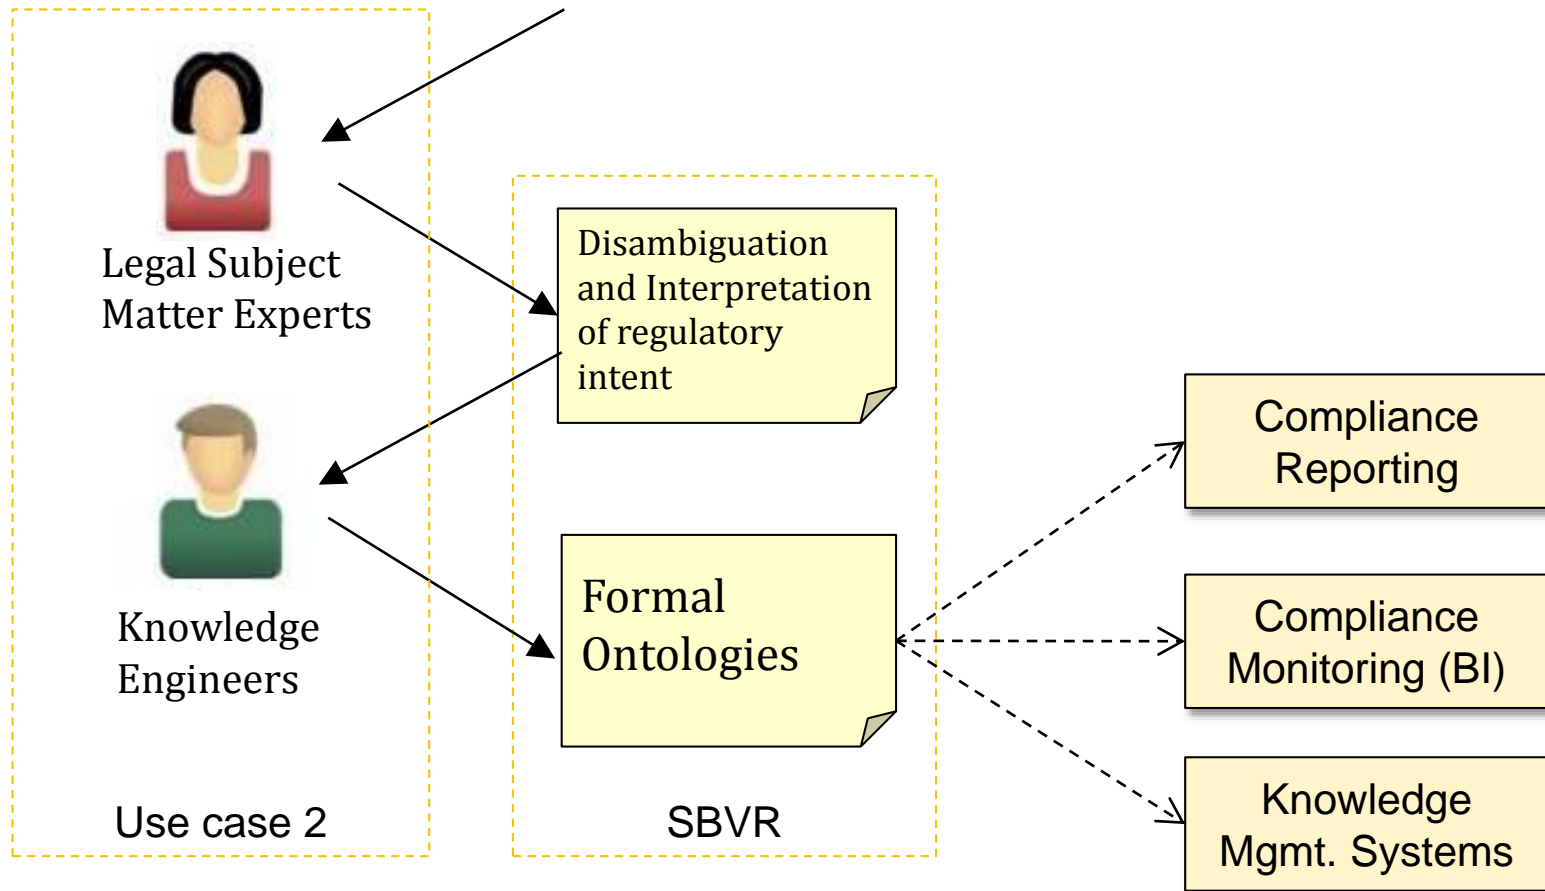 Legal Subject
Matter Experts
Knowledge
Engineers
Use case 2
Disambiguation
and Interpretation
of regulatory
intent
Formal
Ontologies
SBVR
Compliance
Reporting
Compliance
Monitoring (BI)
Knowledge
Mgmt. Systems